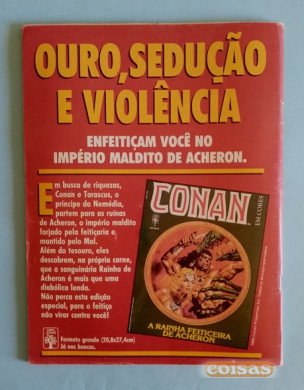 OURO, SEDUÇÃO
E VIOLÊNCIA
ENFEITIÇAM VOCÊ NO
IMPÉRIO MALDITO DE ACHERON.
Em busca de riquezas,
Conan e Tarascus, o
príncipe da Nemédia,
partem para as ruínas
de Acheron, o império maldito
forjado pela feitiçaria e
mantido pelo Mal.
Além do tesouro, eles
descobrem, na própria carne,
que a sanguinária Rainha de
Acheron é mais que uma
diabólica lenda.
Não perca esta edição
especial, para o feitiço
não virar contra você!
Formato grande (20,8x27,4cm)
Já nas bancas.
CONAN
EM CORES
A RAINHA FEITICEIRA
DE ACHERON
coisas